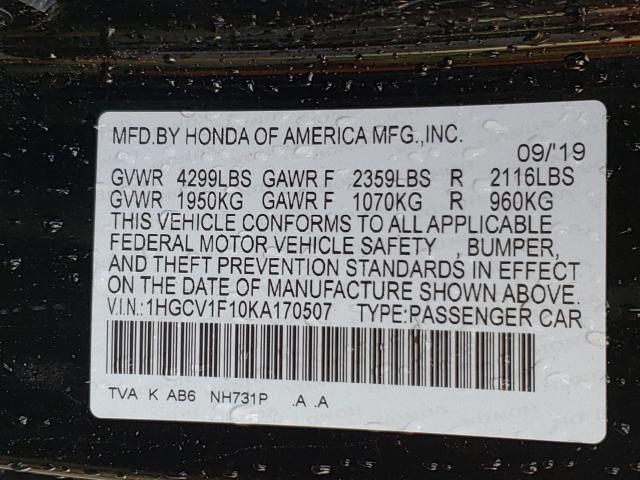 MFD.BY HONDA OF AMERICA MFG.,INC.
09/'19
GVWR 4299LBS GAWR F 2359LBS R 2116LBS
GVWR 1950KG GAWR F 1070KG R 960KG
THIS VEHICLE CONFORMS TO ALL APPLICABLE
FEDERAL MOTOR VEHICLE SAFETY , BUMPER,
AND THEFT PREVENTION STANDARDS IN EFFECT
ON THE DATE OF MANUFACTURE SHOWN ABOVE.
V.I.N.:1HGCV1F10KA170507 TYPE:PASSENGER CAR
TVA K AB6 NH731P .A .A